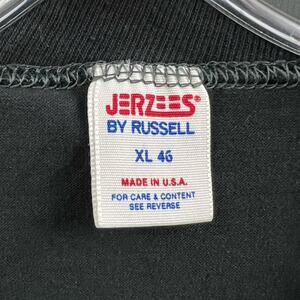 JERZEES®
BY RUSSELL
XL 46
MADE IN U.S.A.
FOR CARE & CONTENT
SEE REVERSE